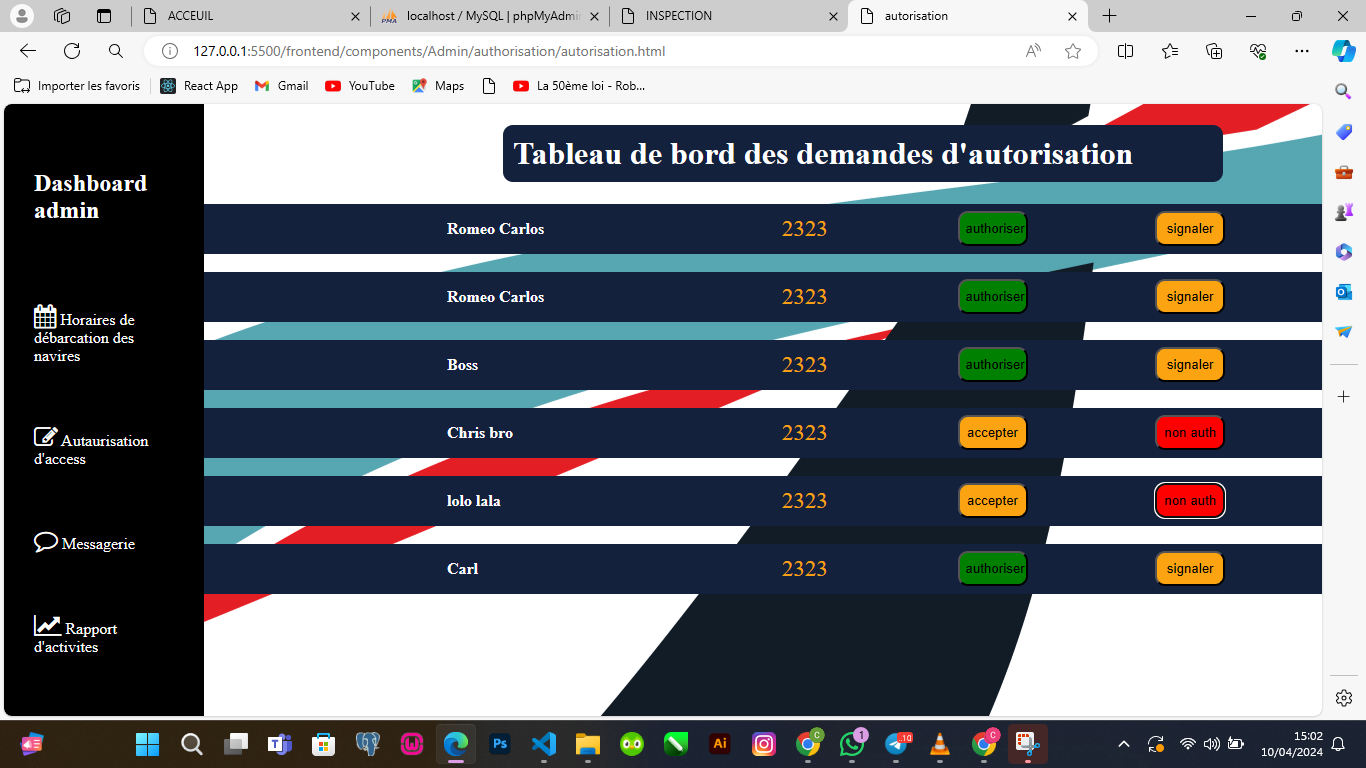 ACCEUIL
localhost / MySQL | phpMyAdmin
INSPECTION
autorisation
127.0.0.1:5500/frontend/components/Admin/authorisation/autorisation.html
Importer les favoris
React App
Gmail
YouTube
Maps
La 50ème loi - Rob...
Dashboard
admin
Horaires de
débarcation des
navires
Autaurisation
d'access
Messagerie
Rapport
d'activites
Tableau de bord des demandes d'autorisation
Romeo Carlos 2323 authoriser signaler
Romeo Carlos 2323 authoriser signaler
Boss 2323 authoriser signaler
Chris bro 2323 accepter non auth
lolo lala 2323 accepter non auth
Carl 2323 authoriser signaler
15:02
10/04/2024